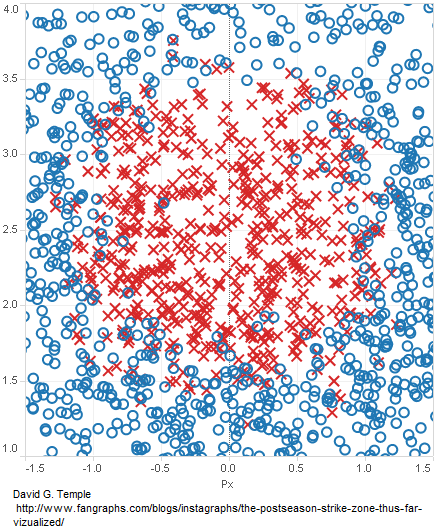 4.0
3.5
3.0
2.5
2.0
1.5
1.0
-1.5 -1.0 -0.5 0.0 0.5 1.0 1.5
Px
David G. Temple
http://www.fangraphs.com/blogs/instagraphs/the-postseason-strike-zone-thus-far-
vizualized/